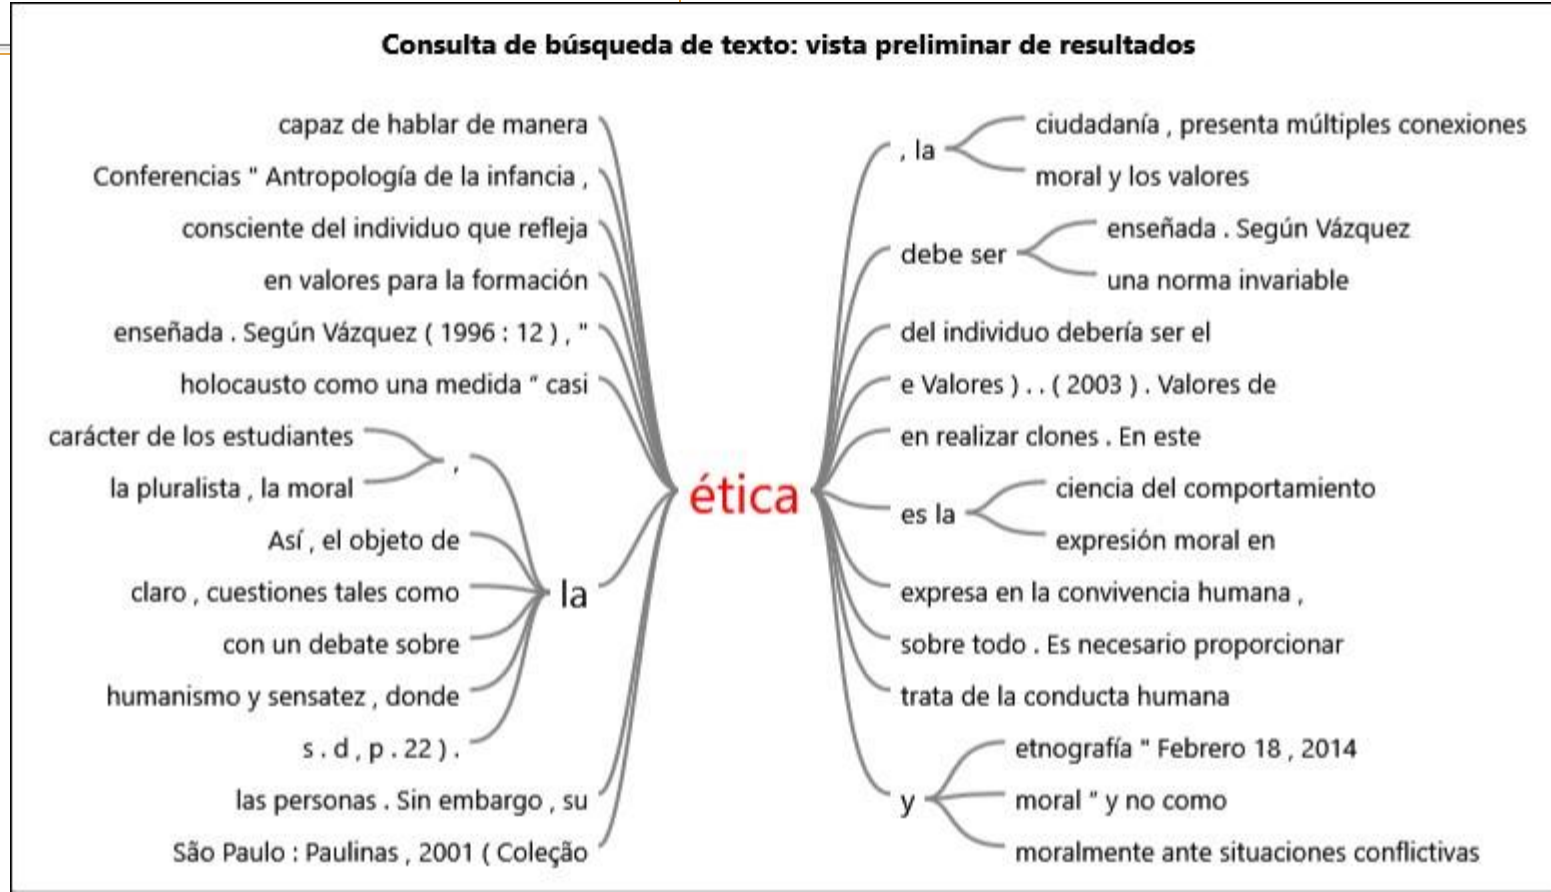 Consulta de búsqueda de texto: vista preliminar de resultados
capaz de hablar de manera
Conferencias " Antropología de la infancia ,
consciente del individuo que refleja
en valores para la formación
enseñada . Según Vázquez ( 1996 : 12 ) , "
holocausto como una medida " casi
carácter de los estudiantes
la pluralista , la moral
,
Así , el objeto de
claro , cuestiones tales como
con un debate sobre
humanismo y sensatez , donde
s . d , p . 22 ) .
la
las personas . Sin embargo , su
São Paulo : Paulinas , 2001 ( Coleção
ética
, la
ciudadanía , presenta múltiples conexiones
moral y los valores
debe ser
enseñada . Según Vázquez
una norma invariable
del individuo debería ser el
e Valores ) . . ( 2003 ) . Valores de
en realizar clones . En este
es la
ciencia del comportamiento
expresión moral en
expresa en la convivencia humana ,
sobre todo . Es necesario proporcionar
trata de la conducta humana
y
etnografía " Febrero 18 , 2014
moral " y no como
moralmente ante situaciones conflictivas